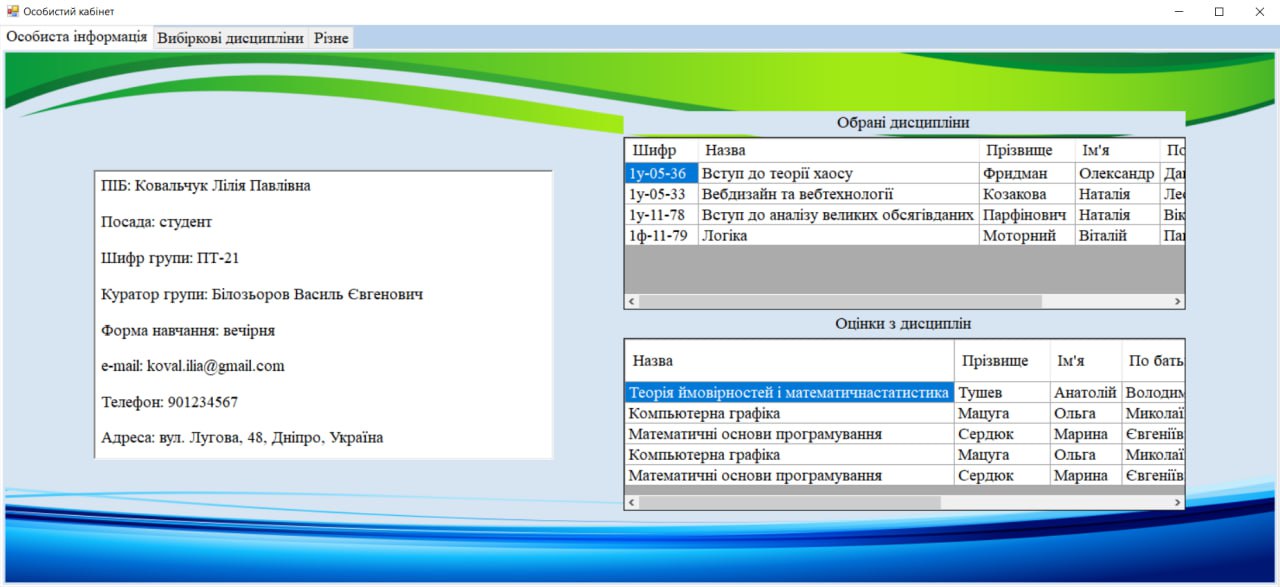 Особистий кабінет
Особиста інформація Вибіркові дисципліни Різне
ПІБ: Ковальчук Лілія Павлівна
Посада: студент
Шифр групи: ПТ-21
Куратор групи: Білозьоров Василь Євгенович
Форма навчання: вечірня
e-mail: koval.ilia@gmail.com
Телефон: 901234567
Адреса: вул. Лугова, 48, Дніпро, Україна
Обрані дисципліни
Шифр Назва Прізвище Ім'я По
1у-05-36 Вступ до теорії хаосу Фридман Олександр Да
1у-05-33 Вебдизайн та вебтехнології Козакова Наталія Лео
1у-11-78 Вступ до аналізу великих обсягівданих Парфінович Наталія Вік
1ф-11-79 Логіка Моторний Віталій Па
Оцінки з дисциплін
Назва Прізвище Ім'я По бать
Теорія ймовірностей і математичнастатистика Тушев Анатолій Володим
Компьютерна графіка Мацуга Ольга Миколаї
Математичні основи програмування Сердюк Марина Євгеніїв
Компьютерна графіка Мацуга Ольга Миколаї
Математичні основи програмування Сердюк Марина Євгеніїв